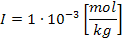 I = 1 ∙ 10⁻³ [mol/kg]